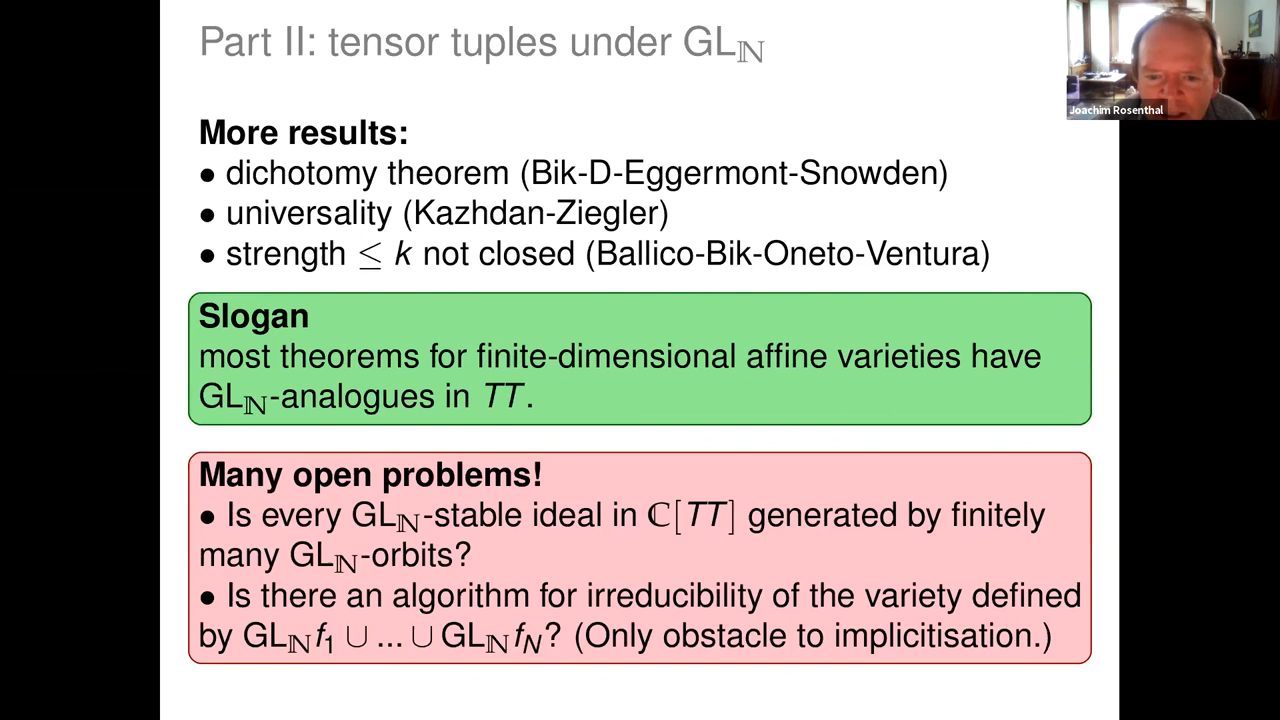 Part II: tensor tuples under GL_ℕ
Joachim Rosenthal
More results:
• dichotomy theorem (Bik-D-Eggermont-Snowden)
• universality (Kazhdan-Ziegler)
• strength ≤ k not closed (Ballico-Bik-Oneto-Ventura)
Slogan
most theorems for finite-dimensional affine varieties have
GL_ℕ-analogues in TT.
Many open problems!
• Is every GL_ℕ-stable ideal in ℂ[TT] generated by finitely
many GL_ℕ-orbits?
• Is there an algorithm for irreducibility of the variety defined
by GL_ℕ f_1 ∪ ... ∪ GL_ℕ f_N? (Only obstacle to implicitisation.)